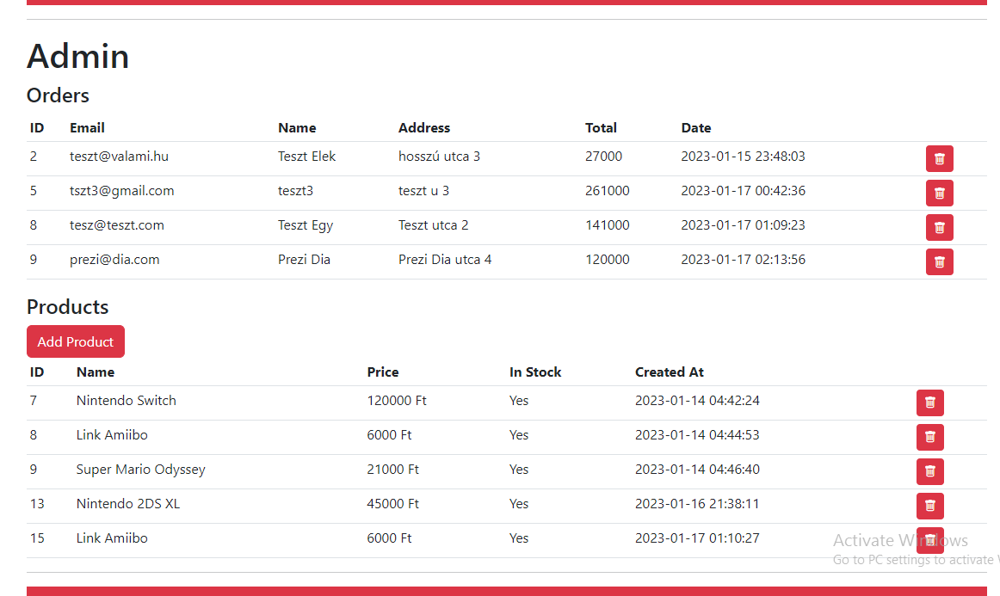 Admin
Orders
ID Email Name Address Total Date
2 teszt@valami.hu Teszt Elek hosszú utca 3 27000 2023-01-15 23:48:03
5 tszt3@gmail.com teszt3 teszt u 3 261000 2023-01-17 00:42:36
8 tesz@teszt.com Teszt Egy Teszt utca 2 141000 2023-01-17 01:09:23
9 prezi@dia.com Prezi Dia Prezi Dia utca 4 120000 2023-01-17 02:13:56
Products
Add Product
ID Name Price In Stock Created At
7 Nintendo Switch 120000 Ft Yes 2023-01-14 04:42:24
8 Link Amiibo 6000 Ft Yes 2023-01-14 04:44:53
9 Super Mario Odyssey 21000 Ft Yes 2023-01-14 04:46:40
13 Nintendo 2DS XL 45000 Ft Yes 2023-01-16 21:38:11
15 Link Amiibo 6000 Ft Yes 2023-01-17 01:10:27
Activate Windows
Go to PC settings to activate